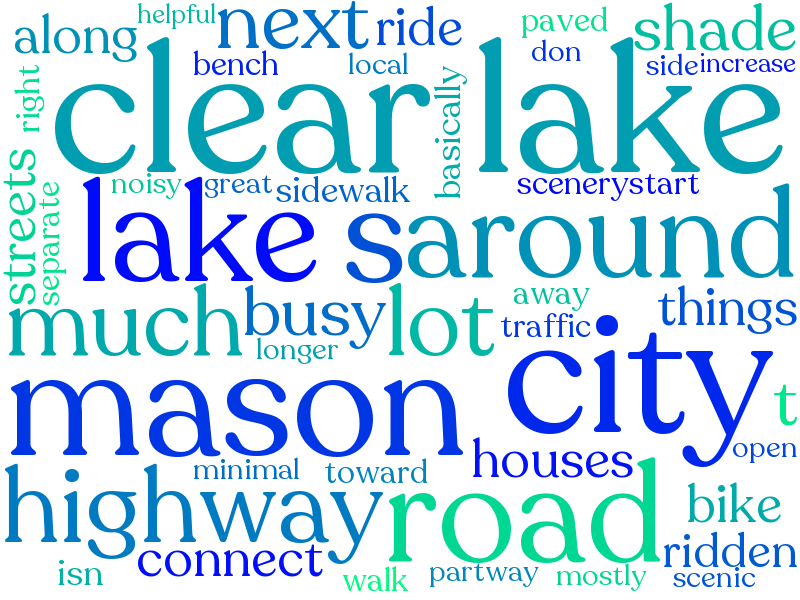 helpful
along
next
ride
paved
shade
don
bench
local
side
increase
clear lake
right
basically
noisy
great
sidewalk
scenery
start
streets
separate
lake
s
around
much
busy
lot
away
things
longer
traffic
mason
city
t
open
houses
highway
minimal
toward
road
bike
connect
ridden
isn
walk
partway
mostly
scenic